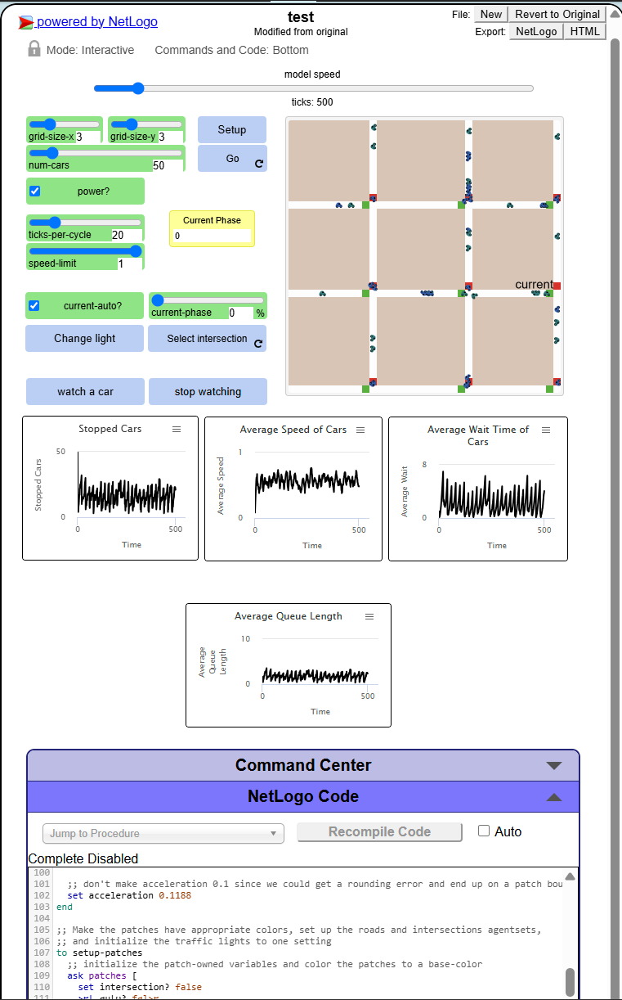 powered by NetLogo
test
Modified from original
File: New Revert to Original
Export: NetLogo HTML
Mode: Interactive Commands and Code: Bottom
model speed
ticks: 500
grid-size-x 3
grid-size-y 3
Setup
num-cars 50
Go
power?
ticks-per-cycle 20
Current Phase
0
speed-limit 1
current-auto?
current-phase 0 %
Change light
Select intersection
watch a car
stop watching
current
Stopped Cars
50
Stopped Cars
0
0
500
Time
Average Speed of Cars
1
Average Speed
0
0
500
Time
Average Wait Time of
Cars
8
Average Wait
0
0
500
Time
Average Queue Length
10
Average
Queue
Length
0
0
500
Time
Command Center
NetLogo Code
Jump to Procedure
Recompile Code
Auto
Complete Disabled
100
101 ;; don't make acceleration 0.1 since we could get a rounding error and end up on a patch bou
102 set acceleration 0.1188
103 end
104
105 ;; Make the patches have appropriate colors, set up the roads and intersections agentsets,
106 ;; and initialize the traffic lights to one setting
107 to setup-patches
108 ;; initialize the patch-owned variables and color the patches to a base-color
109 ask patches [
110 set intersection? false
111 set auto? false